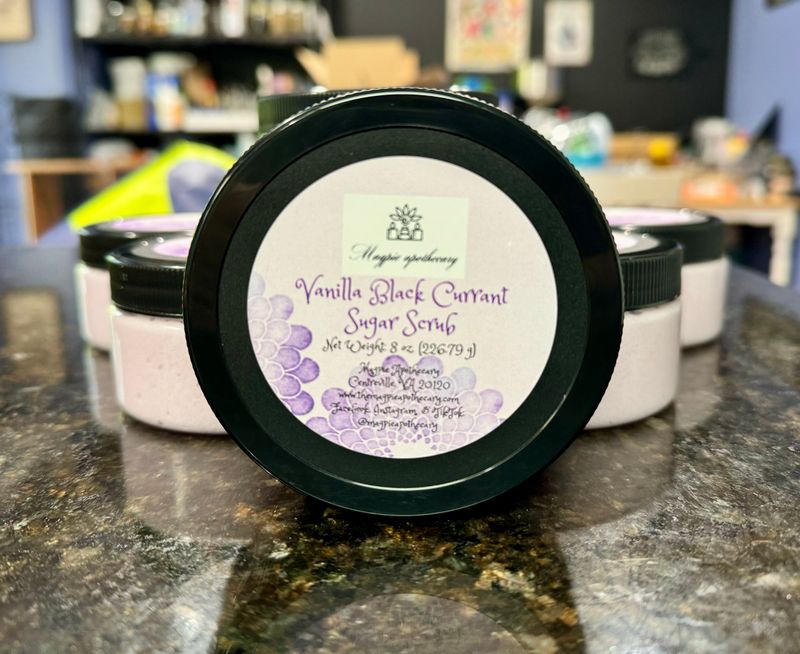 Magpie apothecary
Vanilla Black Currant
Sugar Scrub
Net Weight 8 oz (226.79 g)
Magpie Apothecary
Centreville VA 20120
www.themagpieapothecary.com
Facebook Instagram & TikTok
@magpieapothecary